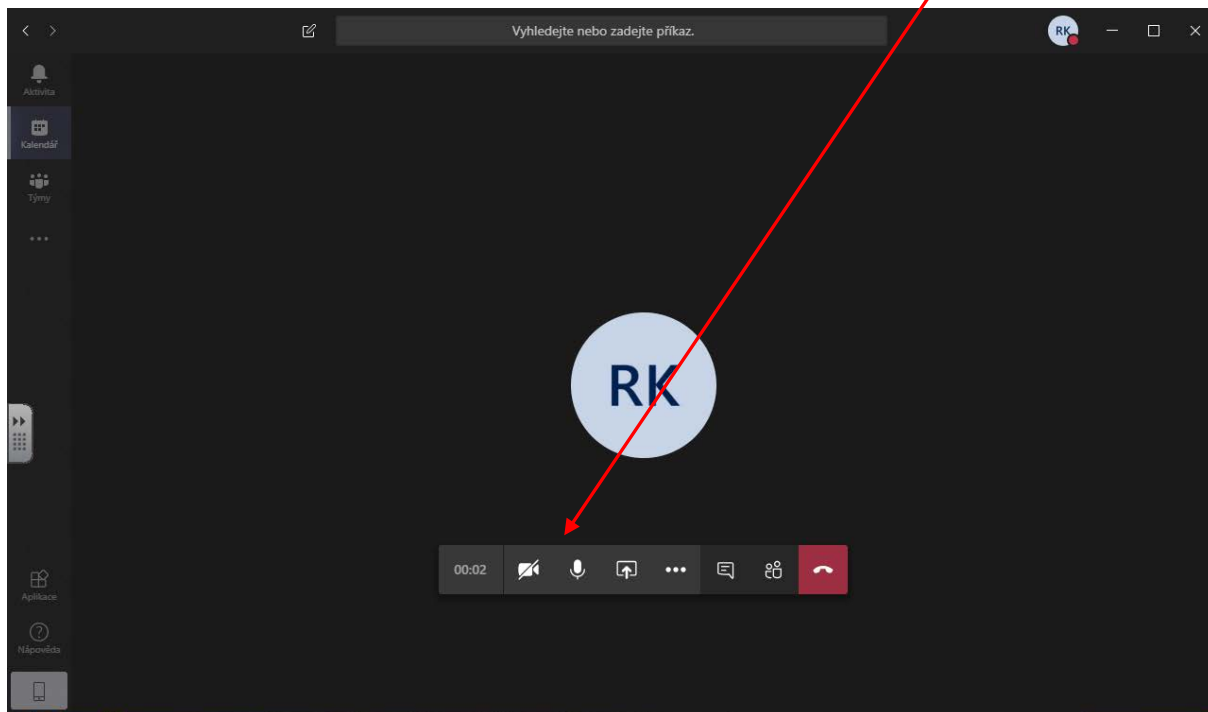 Vyhledejte nebo zadejte příkaz.
RK
Aktivita
Kalendář
Týmy
RK
00:02
Aplikace
Nápověda